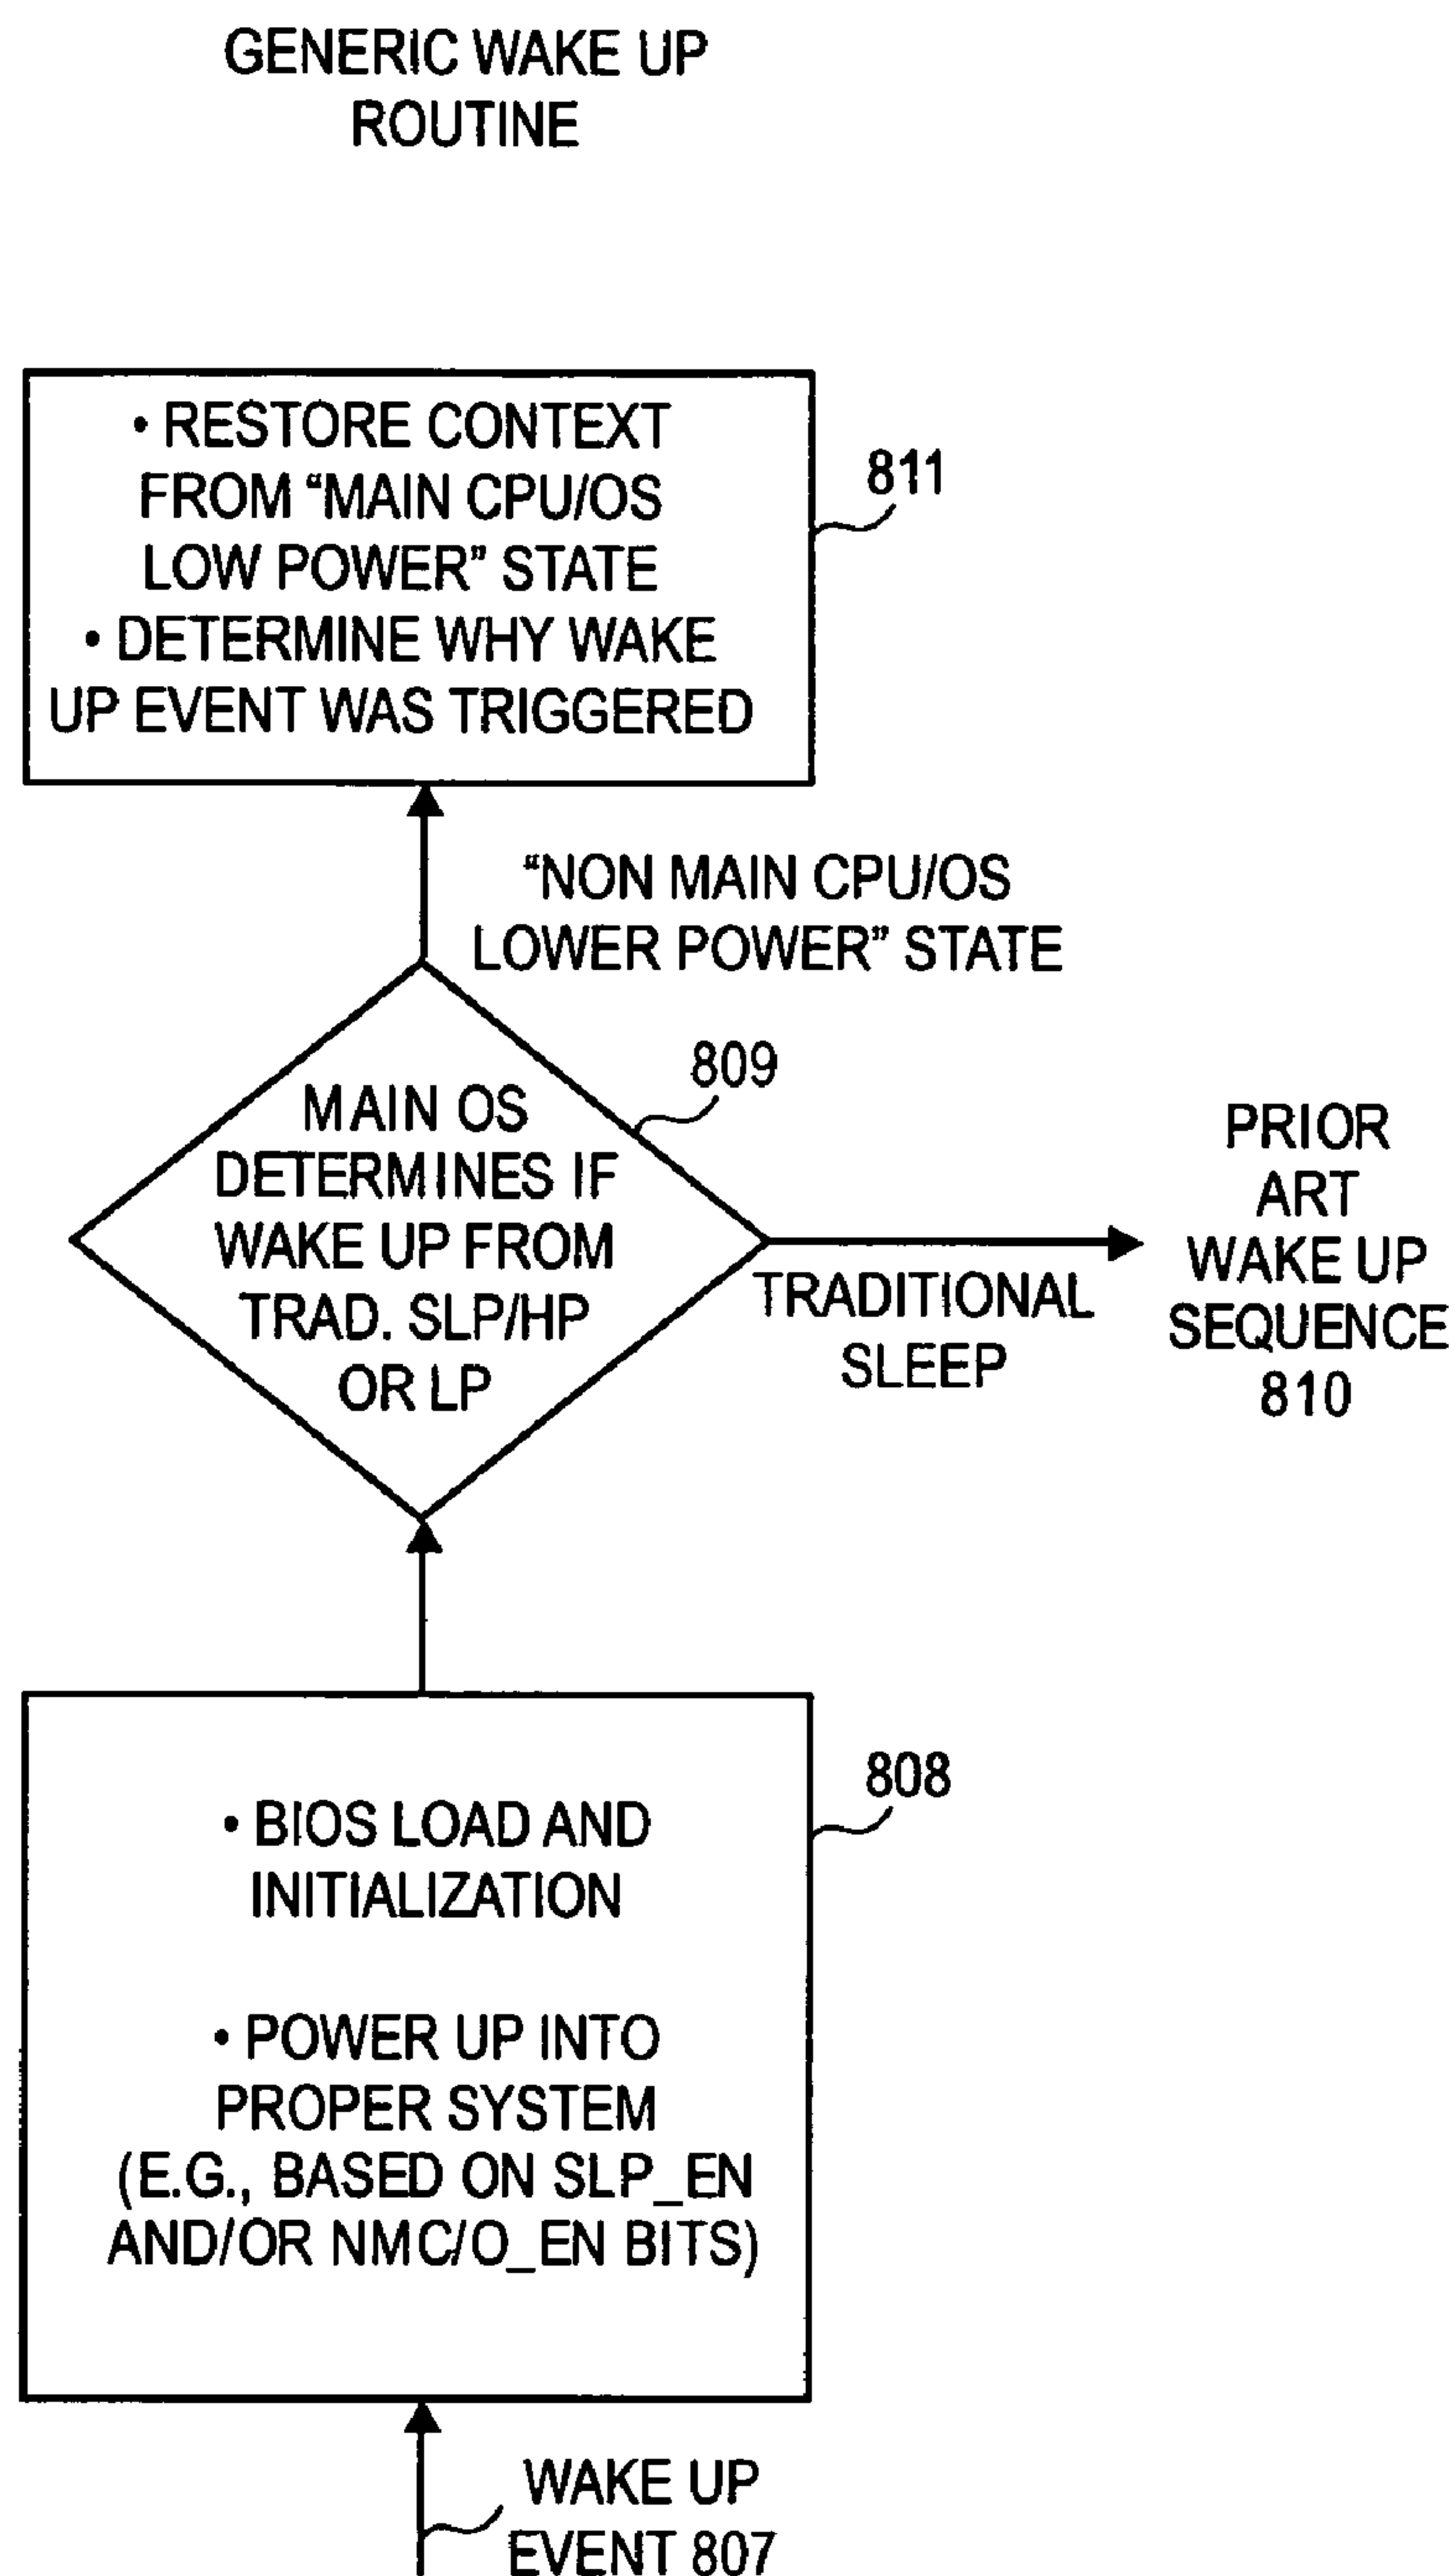 GENERIC WAKE UP
ROUTINE
• RESTORE CONTEXT
FROM “MAIN CPU/OS
LOW POWER” STATE
• DETERMINE WHY WAKE
UP EVENT WAS TRIGGERED
811
“NON MAIN CPU/OS
LOWER POWER” STATE
809
MAIN OS
DETERMINES IF
WAKE UP FROM
TRAD. SLP/HP
OR LP
TRADITIONAL
SLEEP
PRIOR
ART
WAKE UP
SEQUENCE
810
808
• BIOS LOAD AND
INITIALIZATION
• POWER UP INTO
PROPER SYSTEM
(E.G., BASED ON SLP_EN
AND/OR NMC/O_EN BITS)
WAKE UP
EVENT 807